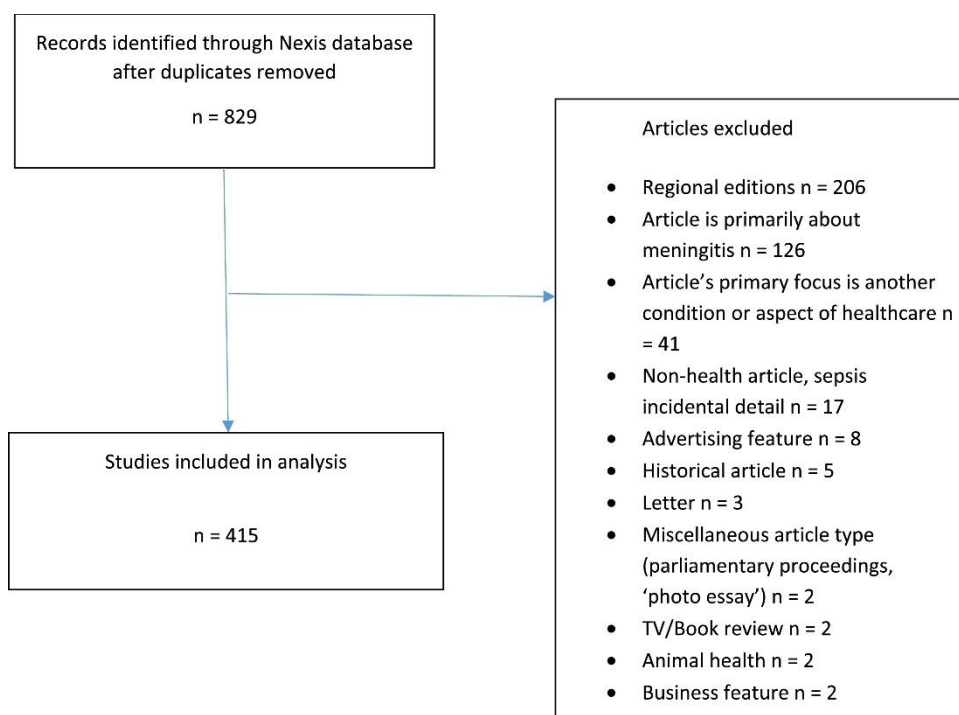 Records identified through Nexis database
after duplicates removed
n = 829
Articles excluded
• Regional editions n = 206
• Article is primarily about
meningitis n = 126
• Article’s primary focus is another
condition or aspect of healthcare n
= 41
• Non-health article, sepsis
incidental detail n = 17
• Advertising feature n = 8
• Historical article n = 5
• Letter n = 3
• Miscellaneous article type
(parliamentary proceedings,
‘photo essay’) n = 2
• TV/Book review n = 2
• Animal health n = 2
• Business feature n = 2
Studies included in analysis
n = 415